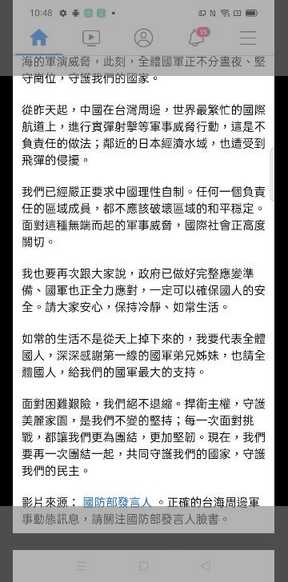 10:48
15
海的軍演威脅，此刻，全體國軍正不分晝夜、堅
守崗位，守護我們的國家。
從昨天起，中國在台灣周邊，世界最繁忙的國際
航道上，進行實彈射擊等軍事威脅行動，這是不
負責任的做法；鄰近的日本經濟水域，也遭受到
飛彈的侵擾。
我們已經嚴正要求中國理性自制。任何一個負責
任的區域成員，都不應該破壞區域的和平穩定。
面對這種無端而起的軍事威脅，國際社會正高度
關切。
我也要再次跟大家說，政府已做好完整應變準
備、國軍也正全力應對，一定可以確保國人的安
全。請大家安心，保持冷靜、如常生活。
如常的生活不是從天上掉下來的，我要代表全體
國人，深深感謝第一線的國軍弟兄姊妹，也請全
體國人，給我們的國軍最大的支持。
面對困難艱險，我們絕不退縮。捍衛主權，守護
美麗家園，是我們不變的堅持；每一次面對挑
戰，都讓我們更為團結，更加堅韌。現在，我們
要再一次團結一起，共同守護我們的國家，守護
我們的民主。
影片來源： 國防部發言人 。正確的台海周邊軍
事動態訊息，請關注國防部發言人臉書。